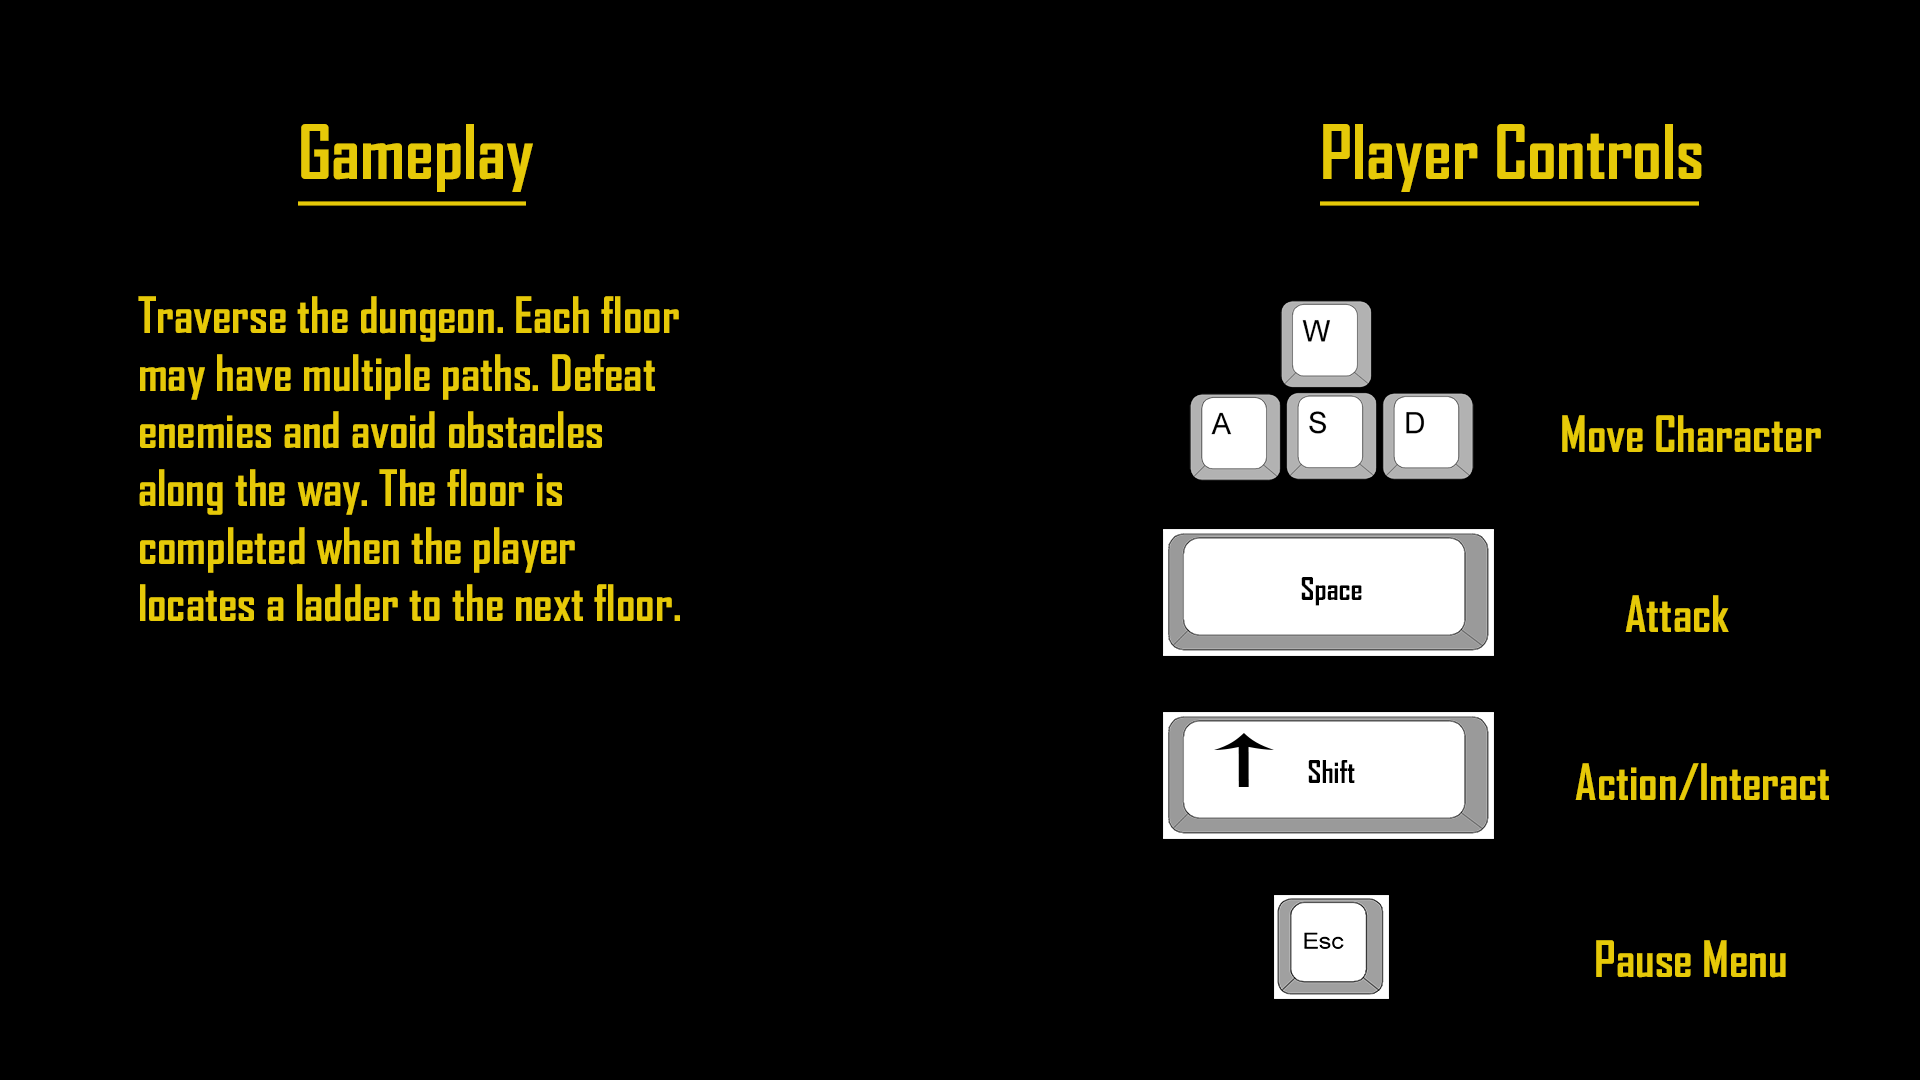 Gameplay
Traverse the dungeon. Each floor
may have multiple paths. Defeat
enemies and avoid obstacles
along the way. The floor is
completed when the player
locates a ladder to the next floor.
Player Controls
W
A S D
Move Character
Space
Attack
Shift
Action/Interact
Esc
Pause Menu